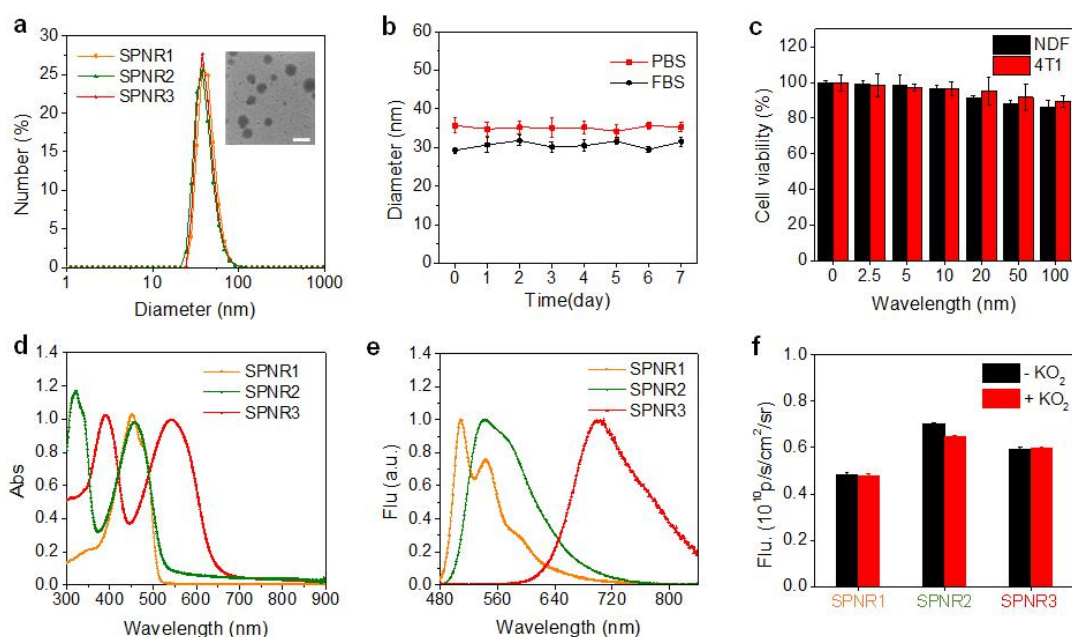 a
30
25
20
15
10
5
0
Number (%)
SPNR1
SPNR2
SPNR3
1 10 100 1000
Diameter (nm)
b
60
50
40
30
20
10
0
Diameter (nm)
PBS
FBS
0 1 2 3 4 5 6 7
Time(day)
c
120
100
80
60
40
20
0
Cell viability (%)
NDF
4T1
0 2.5 5 10 20 50 100
Wavelength (nm)
d
1.4
1.2
1.0
0.8
0.6
0.4
0.2
0.0
Abs
SPNR1
SPNR2
SPNR3
300 400 500 600 700 800 900
Wavelength (nm)
e
1.4
1.2
1.0
0.8
0.6
0.4
0.2
0.0
Flu (a.u.)
SPNR1
SPNR2
SPNR3
480 560 640 720 800
Wavelength (nm)
f
1.0
0.8
0.6
0.4
0.2
0.0
Flu. (10¹⁰p/s/cm²/sr)
- KO₂
+ KO₂
SPNR1 SPNR2 SPNR3